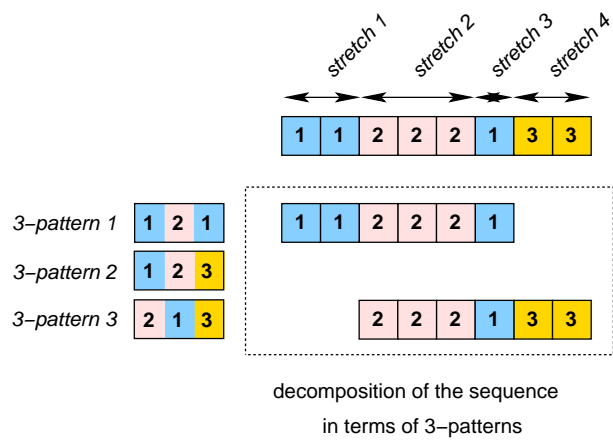 stretch 1 stretch 2 stretch 3 stretch 4
1 1 2 2 2 1 3 3
3−pattern 1 1 2 1 1 1 2 2 2 1
3−pattern 2 1 2 3
3−pattern 3 2 1 3 2 2 2 1 3 3
decomposition of the sequence
in terms of 3−patterns